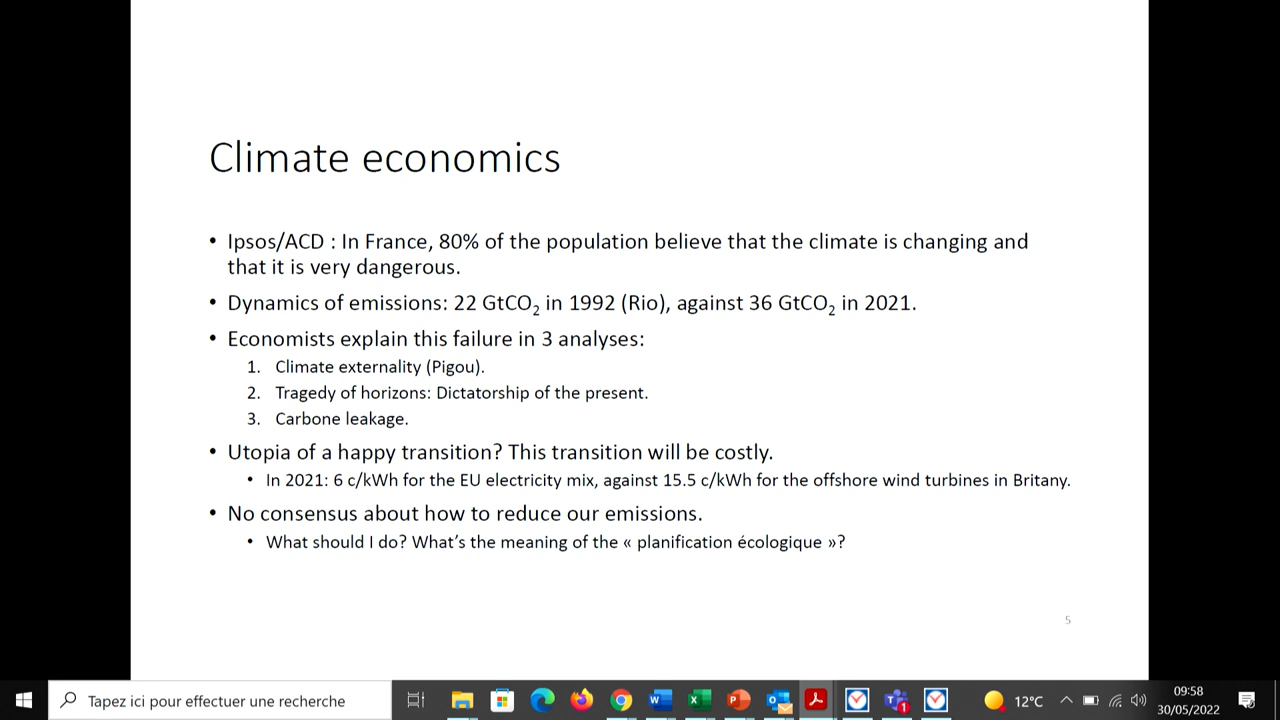 Climate economics
• Ipsos/ACD : In France, 80% of the population believe that the climate is changing and
that it is very dangerous.
• Dynamics of emissions: 22 GtCO2 in 1992 (Rio), against 36 GtCO2 in 2021.
• Economists explain this failure in 3 analyses:
1. Climate externality (Pigou).
2. Tragedy of horizons: Dictatorship of the present.
3. Carbone leakage.
• Utopia of a happy transition? This transition will be costly.
• In 2021: 6 c/kWh for the EU electricity mix, against 15.5 c/kWh for the offshore wind turbines in Britany.
• No consensus about how to reduce our emissions.
• What should I do? What's the meaning of the « planification écologique »?
5
Tapez ici pour effectuer une recherche
12°C
09:58
30/05/2022